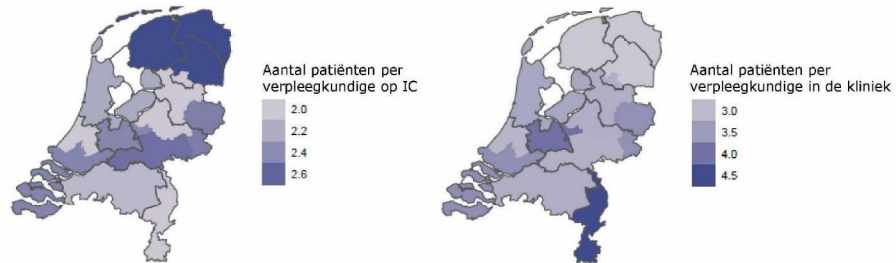 Aantal patiënten per
verpleegkundige op IC
2.0
2.2
2.4
2.6
Aantal patiënten per
verpleegkundige in de kliniek
3.0
3.5
4.0
4.5